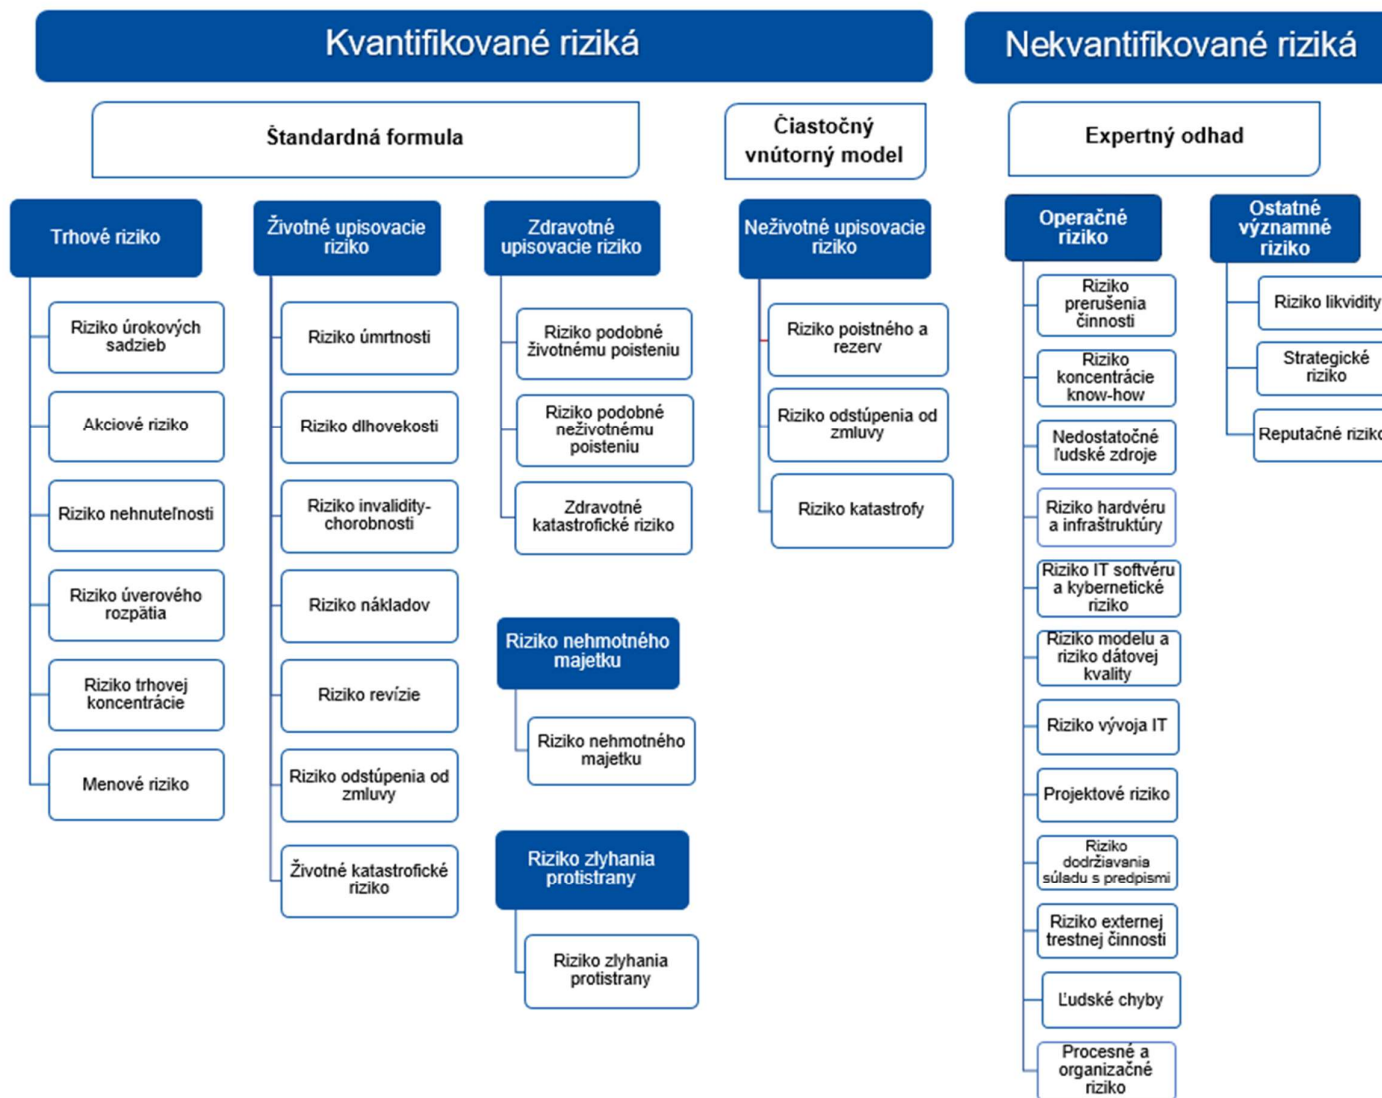 Kvantifikované riziká
Nekvantifikované riziká
Štandardná formula
Čiastočný
vnútorný model
Expertný odhad
Trhové riziko
Riziko úrokových
sadzieb
Akciové riziko
Riziko nehnuteľnosti
Riziko úverového
rozpätia
Riziko trhovej
koncentrácie
Menové riziko
Životné upisovacie
riziko
Riziko úmrtnosti
Riziko dlhovekosti
Riziko invalidity-
chorobnosti
Riziko nákladov
Riziko revízie
Riziko odstúpenia od
zmluvy
Životné katastrofické
riziko
Zdravotné
upisovacie riziko
Riziko podobné
životnému poisteniu
Riziko podobné
neživotnému
poisteniu
Zdravotné
katastrofické riziko
Riziko nehmotného
majetku
Riziko nehmotného
majetku
Riziko zlyhania
protistrany
Riziko zlyhania
protistrany
Neživotné upisovacie
riziko
Riziko poistného a
rezerv
Riziko odstúpenia od
zmluvy
Riziko katastrofy
Operačné
riziko
Riziko
prerušenia
činnosti
Riziko
koncentrácie
know-how
Nedostatočné
ľudské zdroje
Riziko hardvéru
a infraštruktúry
Riziko IT softvéru
a kybernetické
riziko
Riziko modelu a
riziko dátovej
kvality
Riziko vývoja IT
Projektové riziko
Riziko
dodržiavania
súladu s predpismi
Riziko externej
trestnej činnosti
Ľudské chyby
Procesné a
organizačné
riziko
Ostatné
významné
riziko
Riziko likvidity
Strategické
riziko
Reputačné riziko